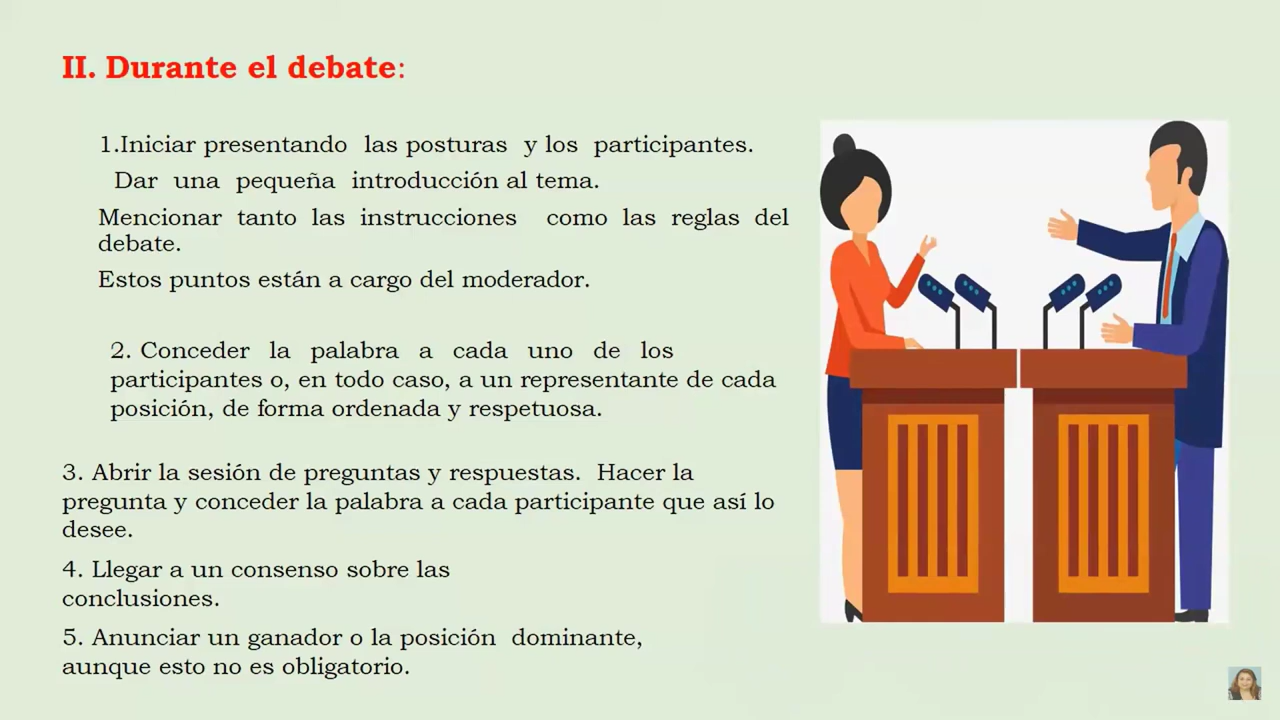 II. Durante el debate:
1.Iniciar presentando las posturas y los participantes.
Dar una pequeña introducción al tema.
Mencionar tanto las instrucciones como las reglas del
debate.
Estos puntos están a cargo del moderador.
2. Conceder la palabra a cada uno de los
participantes o, en todo caso, a un representante de cada
posición, de forma ordenada y respetuosa.
3. Abrir la sesión de preguntas y respuestas. Hacer la
pregunta y conceder la palabra a cada participante que así lo
desee.
4. Llegar a un consenso sobre las
conclusiones.
5. Anunciar un ganador o la posición dominante,
aunque esto no es obligatorio.